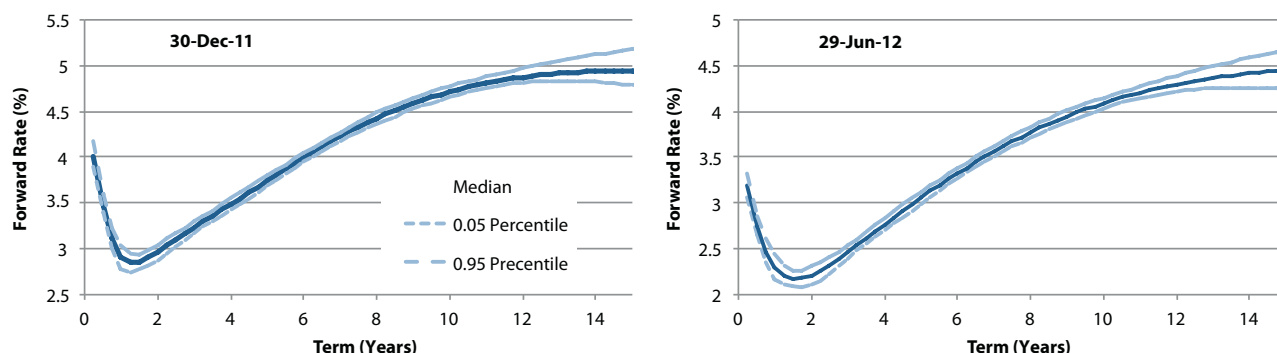 30-Dec-11
Forward Rate (%)
5.5
5
4.5
4
3.5
3
2.5
0 2 4 6 8 10 12 14
Term (Years)
Median
0.05 Percentile
0.95 Precentile
29-Jun-12
Forward Rate (%)
5
4.5
4
3.5
3
2.5
2
0 2 4 6 8 10 12 14
Term (Years)